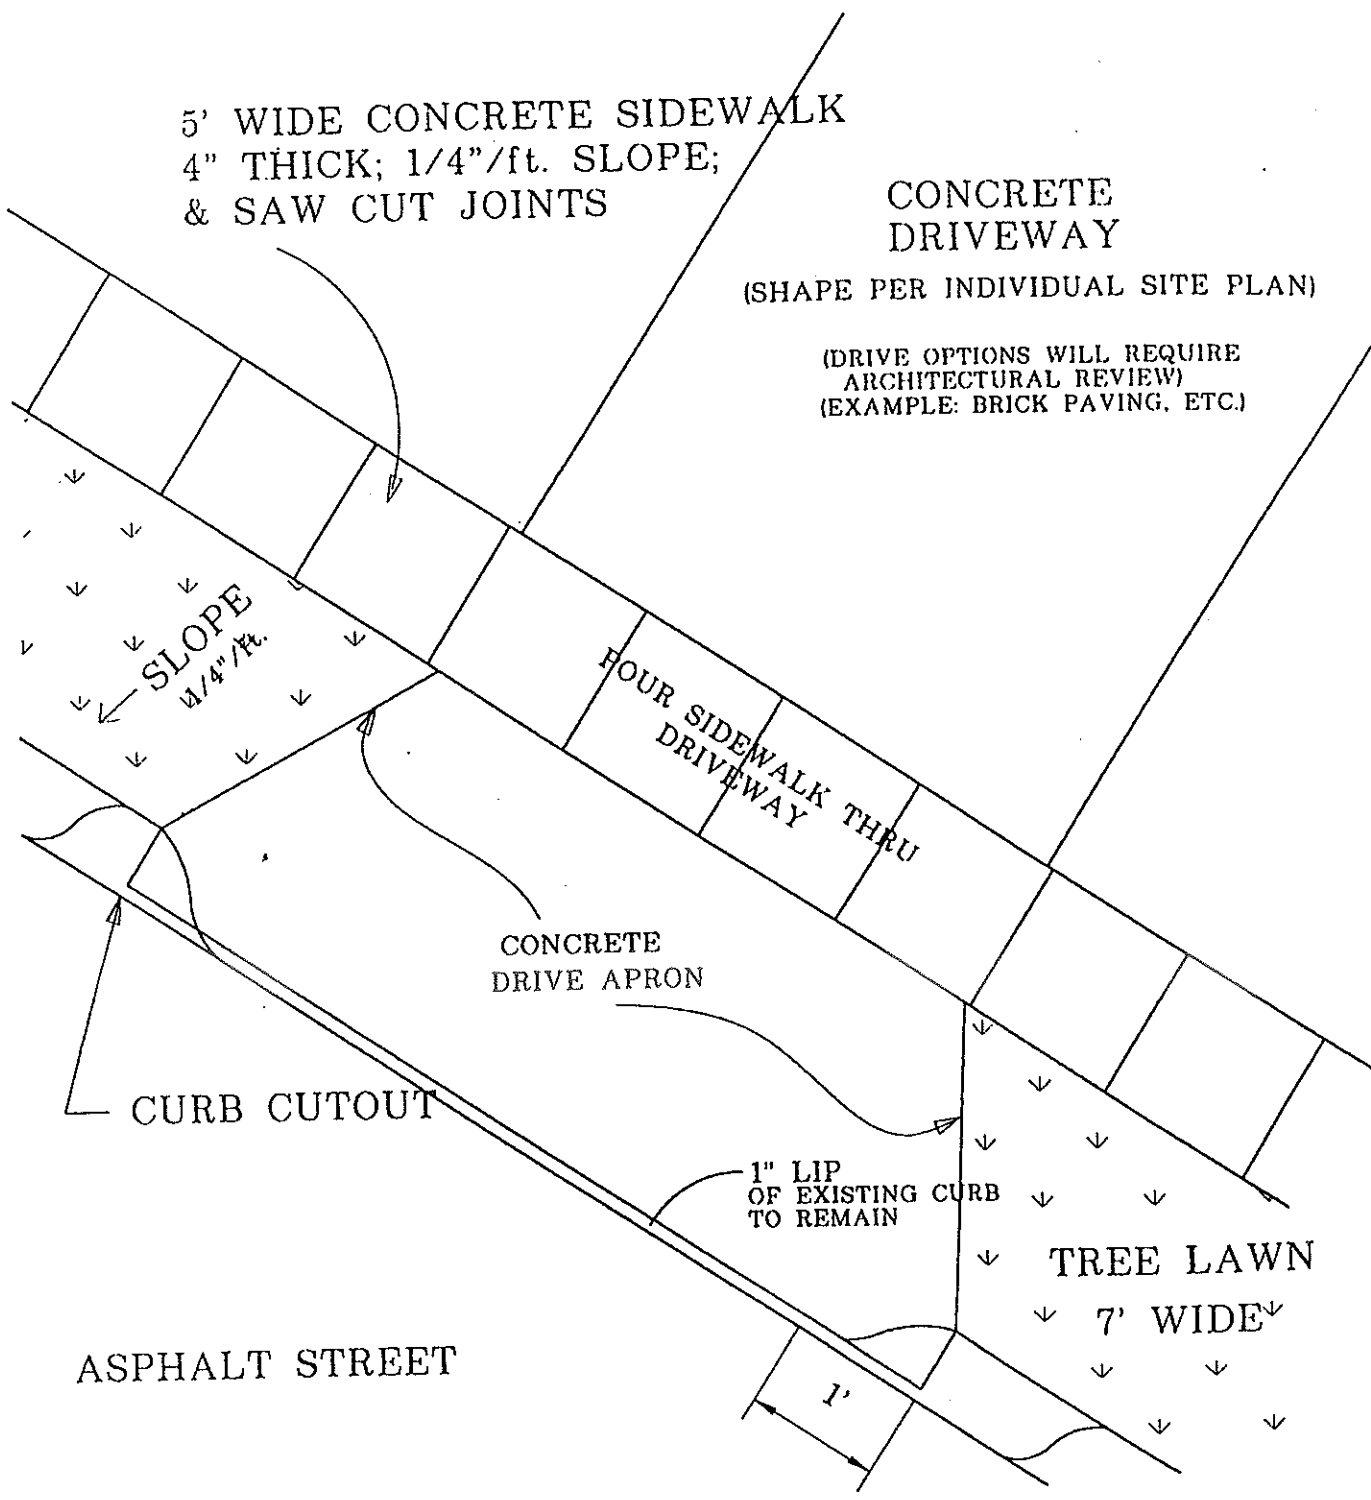 5' WIDE CONCRETE SIDEWALK
4" THICK; 1/4"/ft. SLOPE;
& SAW CUT JOINTS
CONCRETE
DRIVEWAY
(SHAPE PER INDIVIDUAL SITE PLAN)
(DRIVE OPTIONS WILL REQUIRE
ARCHITECTURAL REVIEW)
(EXAMPLE: BRICK PAVING, ETC.)
SLOPE
1/4"/ft.
POUR SIDEWALK THRU
DRIVEWAY
CONCRETE
DRIVE APRON
CURB CUTOUT
1" LIP
OF EXISTING CURB
TO REMAIN
TREE LAWN
7' WIDE
ASPHALT STREET
1'